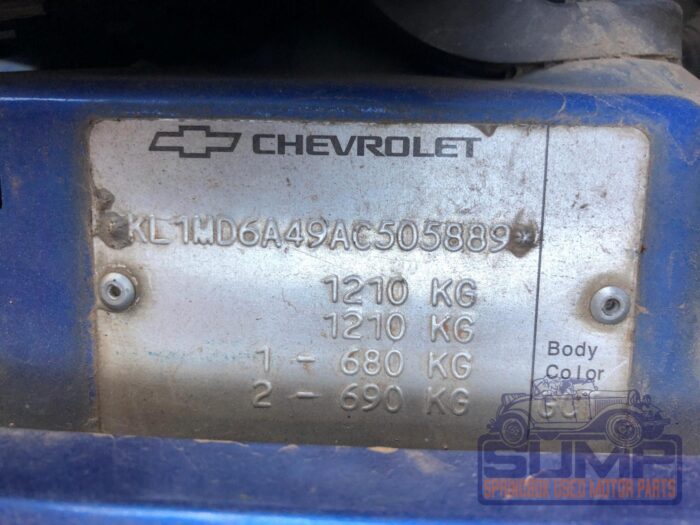 CHEVROLET
KL1MD6A49AC505889
1210 KG
1210 KG
1 - 680 KG
2 - 690 KG
Body
Color
SUMP
SPRINGBOK USED MOTOR PARTS